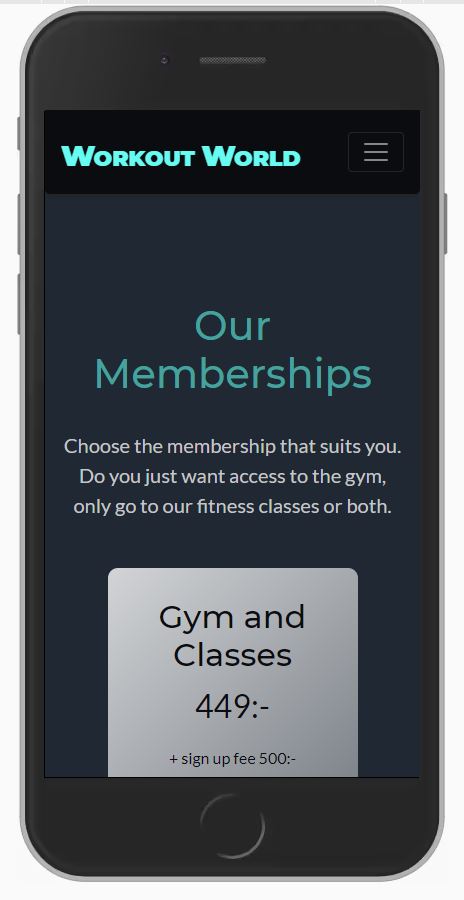 Workout World
Our
Memberships
Choose the membership that suits you.
Do you just want access to the gym,
only go to our fitness classes or both.
Gym and
Classes
449:-
+ sign up fee 500:-